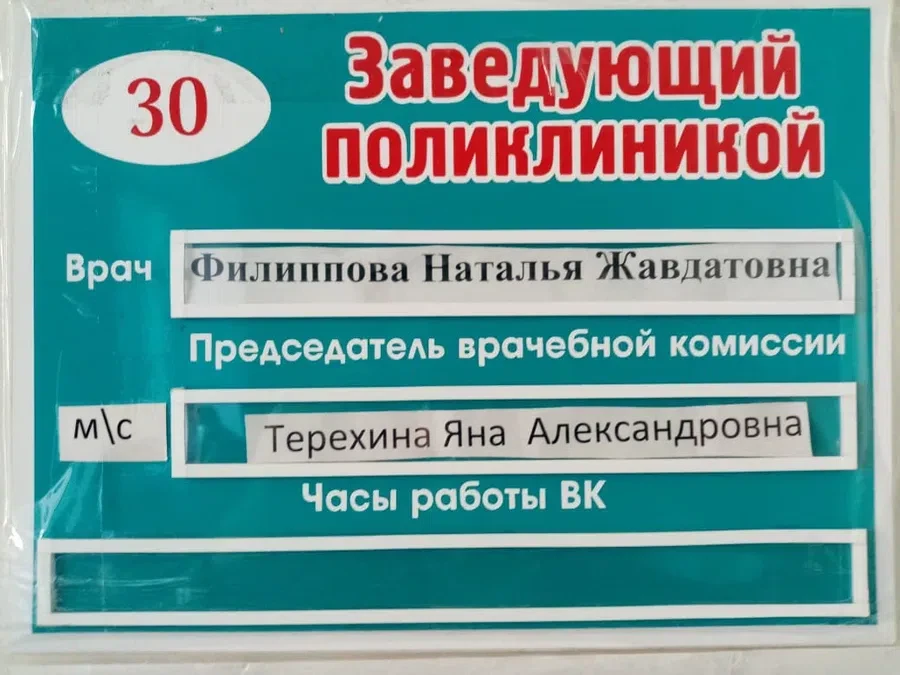 30
Заведующий
поликлиникой
Врач Филиппова Наталья Жавдатовна
Председатель врачебной комиссии
м\с Терехина Яна Александровна
Часы работы ВК